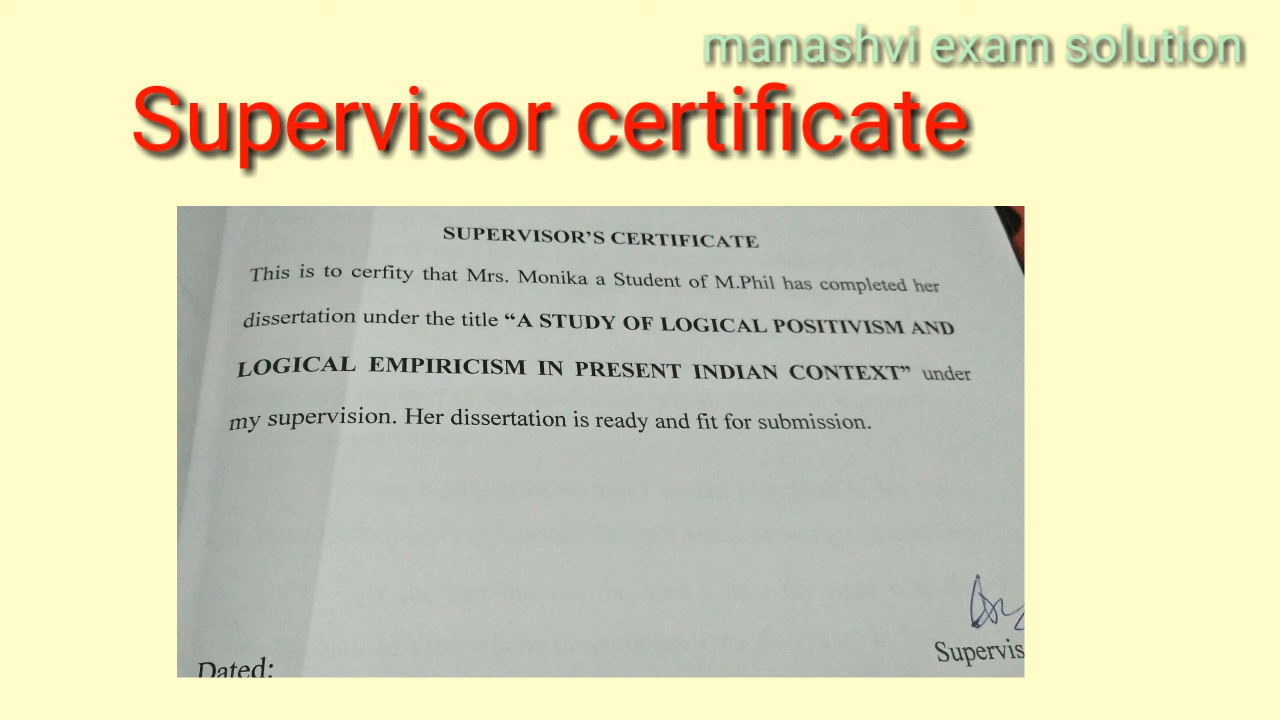 manashvi exam solution
Supervisor certificate
SUPERVISOR'S CERTIFICATE
This is to cerfity that Mrs. Monika a Student of M.Phil has completed her
dissertation under the title “A STUDY OF LOGICAL POSITIVISM AND
LOGICAL EMPIRICISM IN PRESENT INDIAN CONTEXT” under
my supervision. Her dissertation is ready and fit for submission.
Supervis
Dated: